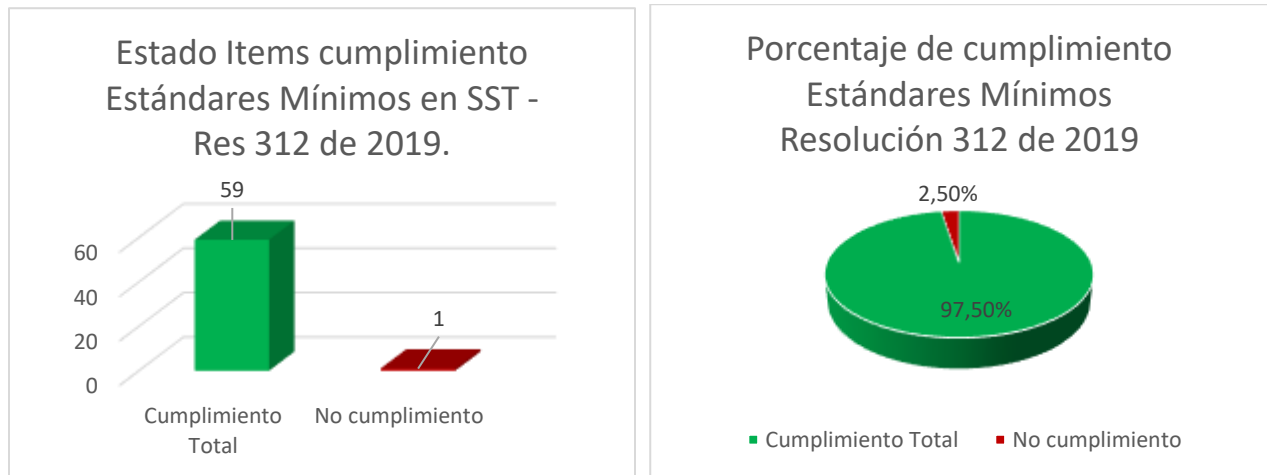 Estado Items cumplimiento
Estándares Mínimos en SST -
Res 312 de 2019.
59
1
60
40
20
0
Cumplimiento
Total
No cumplimiento
Porcentaje de cumplimiento
Estándares Mínimos
Resolución 312 de 2019
2,50%
97,50%
Cumplimiento Total
No cumplimiento